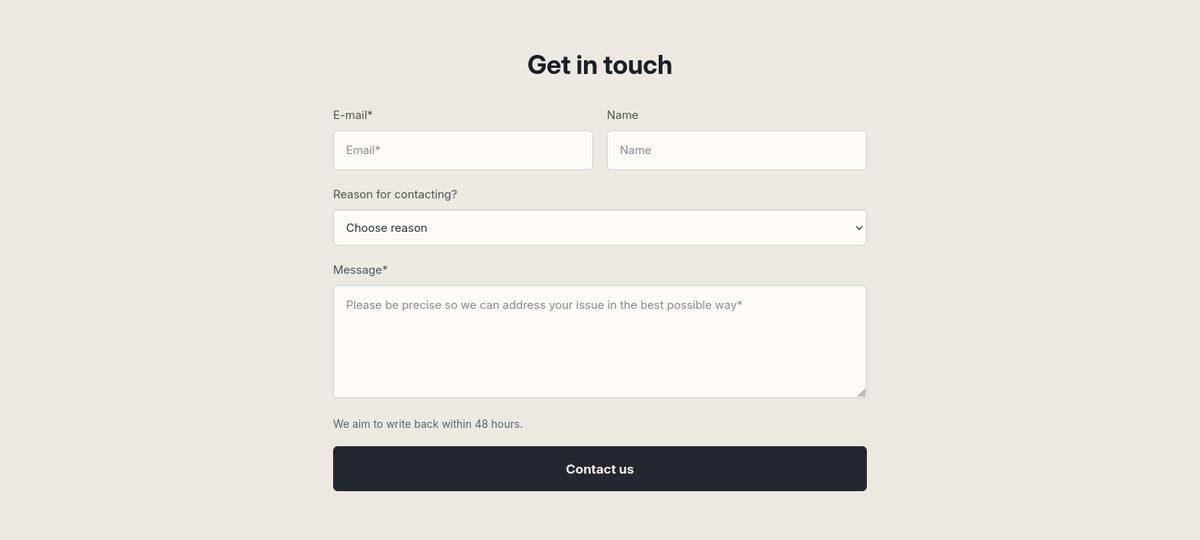 Get in touch
E-mail*
Name
Email*
Name
Reason for contacting?
Choose reason
Message*
Please be precise so we can address your issue in the best possible way*
We aim to write back within 48 hours.
Contact us